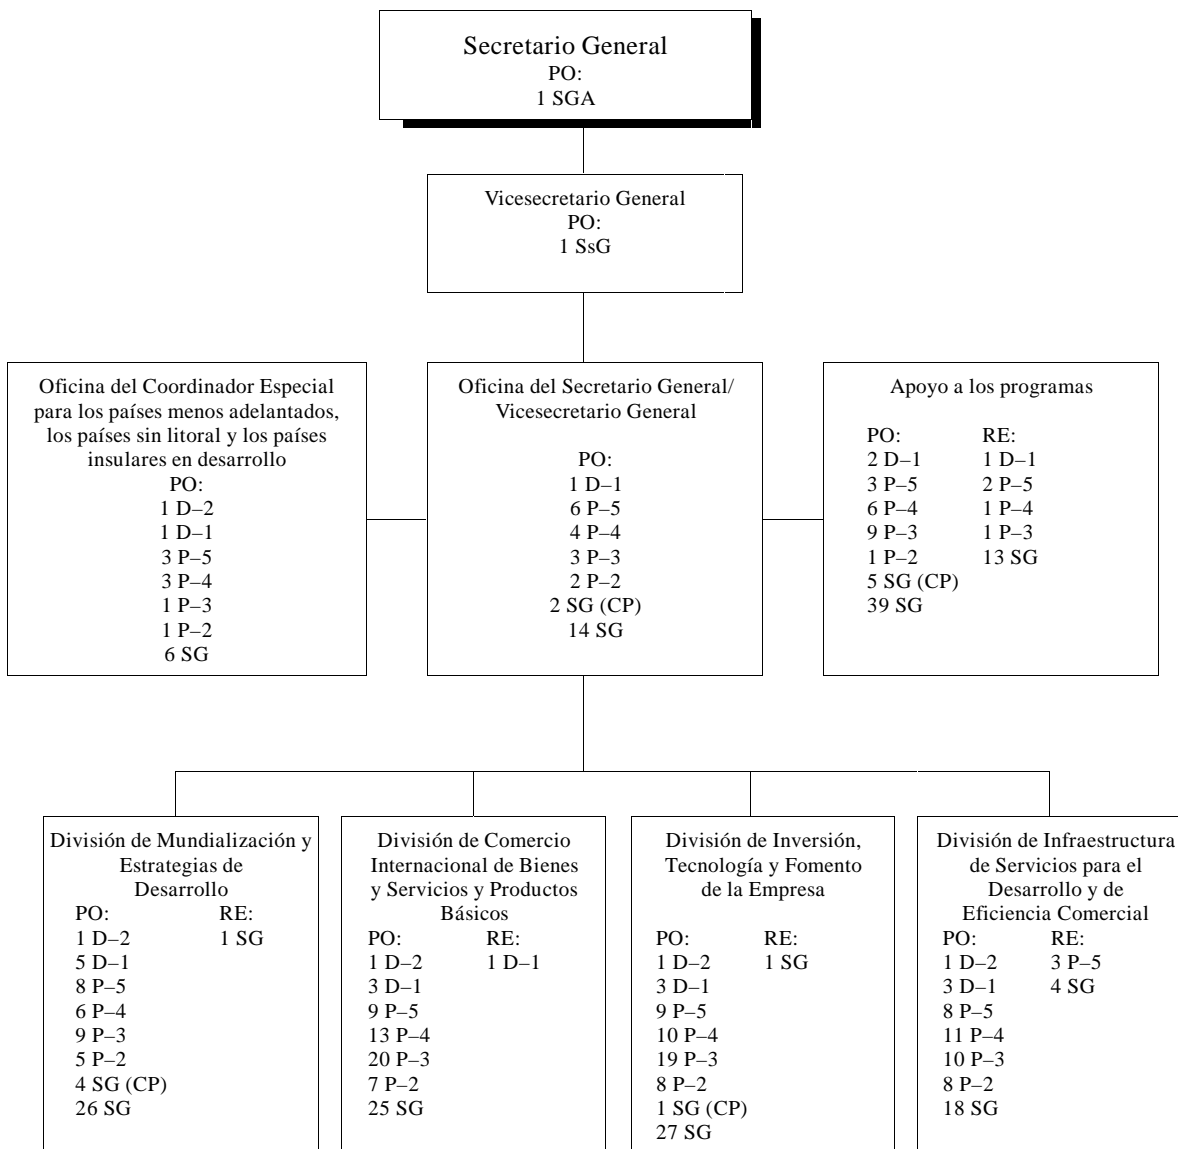 Secretario General
PO:
1 SGA
Vicesecretario General
PO:
1 SsG
Oficina del Coordinador Especial
para los países menos adelantados,
los países sin litoral y los países
insulares en desarrollo
PO:
1 D–2
1 D–1
3 P–5
3 P–4
1 P–3
1 P–2
6 SG
Oficina del Secretario General/
Vicesecretario General
PO:
1 D–1
6 P–5
4 P–4
3 P–3
2 P–2
2 SG (CP)
14 SG
Apoyo a los programas
PO: RE:
2 D–1 1 D–1
3 P–5 2 P–5
6 P–4 1 P–4
9 P–3 1 P–3
1 P–2 13 SG
5 SG (CP)
39 SG
División de Mundialización y
Estrategias de
Desarrollo
PO: RE:
1 D–2 1 SG
5 D–1
8 P–5
6 P–4
9 P–3
5 P–2
4 SG (CP)
26 SG
División de Comercio
Internacional de Bienes
y Servicios y Productos
Básicos
PO: RE:
1 D–2 1 D–1
3 D–1
9 P–5
13 P–4
20 P–3
7 P–2
25 SG
División de Inversión,
Tecnología y Fomento
de la Empresa
PO: RE:
1 D–2 1 SG
3 D–1
9 P–5
10 P–4
19 P–3
8 P–2
1 SG (CP)
27 SG
División de Infraestructura
de Servicios para el
Desarrollo y de
Eficiencia Comercial
PO: RE:
1 D–2 3 P–5
3 D–1 4 SG
8 P–5
11 P–4
10 P–3
8 P–2
18 SG